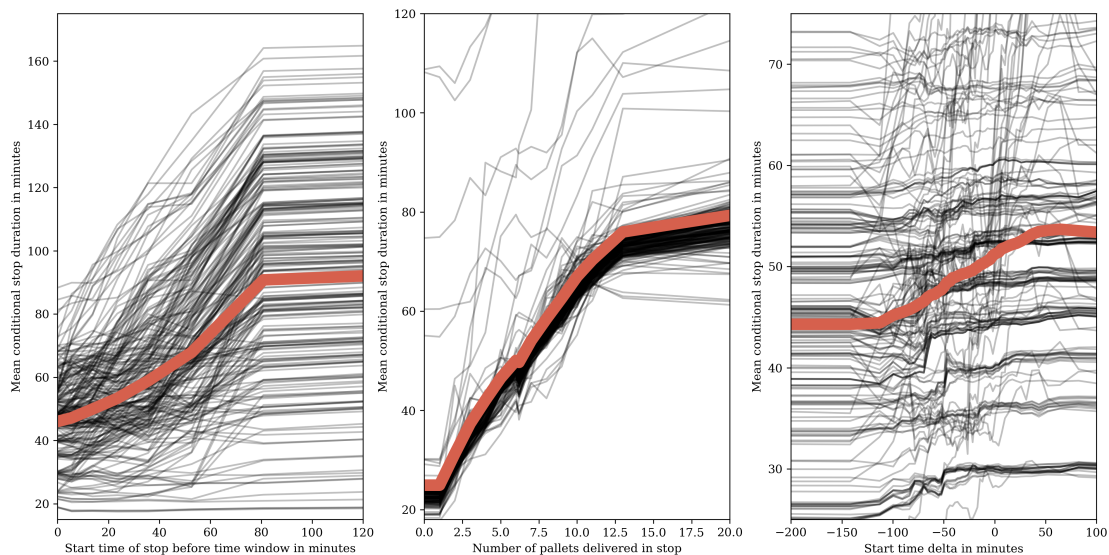 Mean conditional stop duration in minutes
160
140
120
100
80
60
40
20
0 20 40 60 80 100 120
Start time of stop before time window in minutes
Mean conditional stop duration in minutes
120
100
80
60
40
20
0.0 2.5 5.0 7.5 10.0 12.5 15.0 17.5 20.0
Number of pallets delivered in stop
Mean conditional stop duration in minutes
70
60
50
40
30
−200 −150 −100 −50 0 50 100
Start time delta in minutes